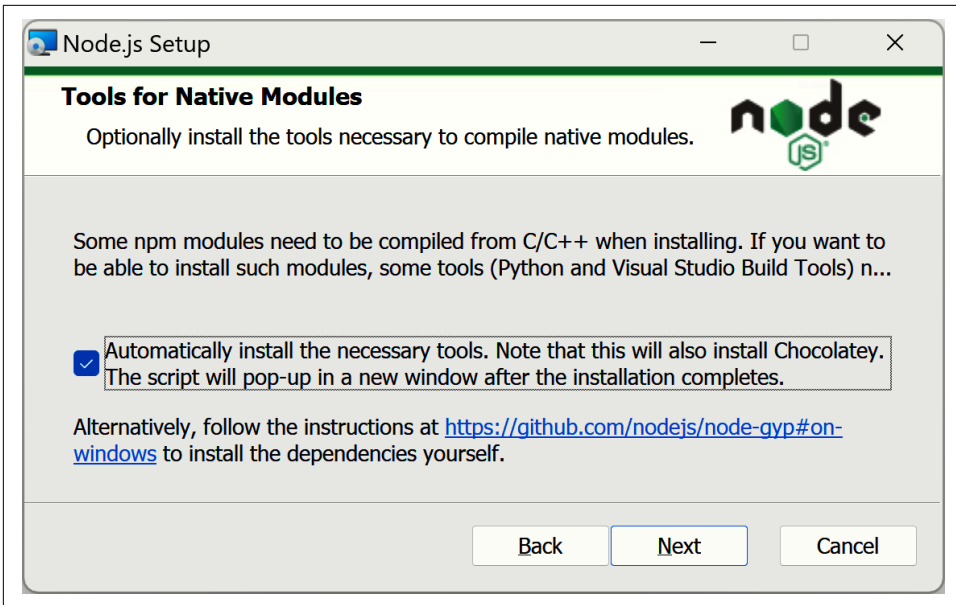 Node.js Setup
Tools for Native Modules
Optionally install the tools necessary to compile native modules.
node
JS
Some npm modules need to be compiled from C/C++ when installing. If you want to
be able to install such modules, some tools (Python and Visual Studio Build Tools) n...
Automatically install the necessary tools. Note that this will also install Chocolatey.
The script will pop-up in a new window after the installation completes.
Alternatively, follow the instructions at https://github.com/nodejs/node-gyp#on-
windows to install the dependencies yourself.
Back
Next
Cancel